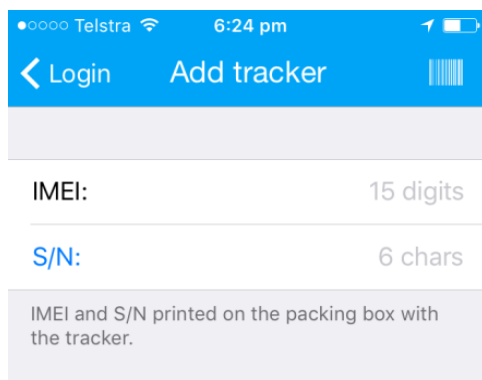 Telstra 6:24 pm
Login Add tracker
IMEI: 15 digits
S/N: 6 chars
IMEI and S/N printed on the packing box with
the tracker.